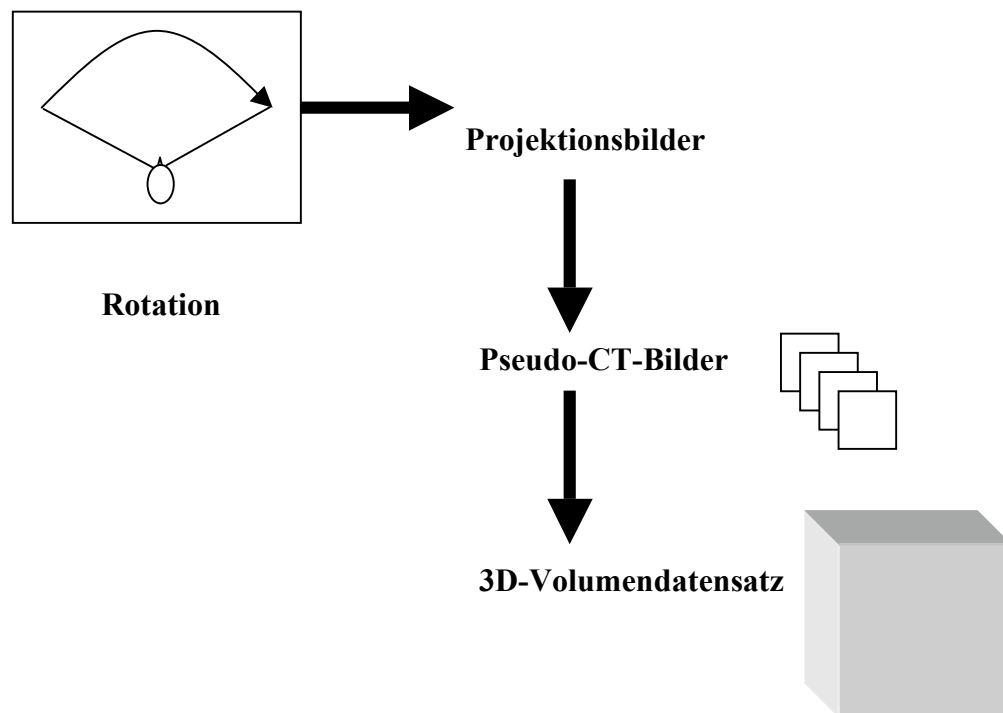 Projektionsbilder
Rotation
Pseudo-CT-Bilder
3D-Volumendatensatz